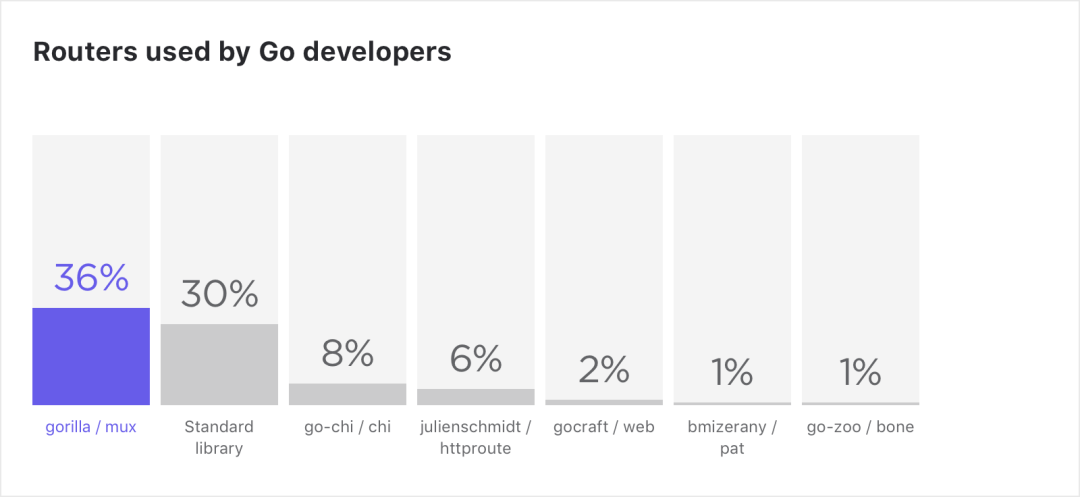 Routers used by Go developers
36%
30%
8%
6%
2%
1%
1%
gorilla / mux
Standard
library
go-chi / chi
julienschmidt /
httproute
gocraft / web
bmizerany /
pat
go-zoo / bone